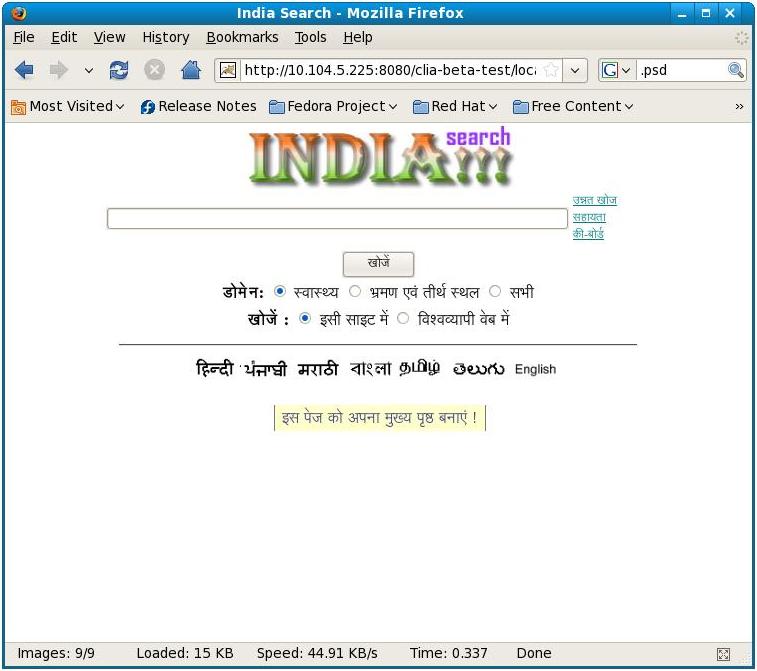 India Search - Mozilla Firefox
File Edit View History Bookmarks Tools Help
http://10.104.5.225:8080/clia-beta-test/loca G .psd
Most Visited Release Notes Fedora Project Red Hat Free Content »
INDIA!!! search
उन्नत खोज
सहायता
की-बोर्ड
खोजें
डोमेन: स्वास्थ्य भ्रमण एवं तीर्थ स्थल सभी
खोजें : इसी साइट में विश्वव्यापी वेब में
हिन्दी ਪੰਜਾਬੀ मराठी বাংলা தமிழ் తెలుగు English
इस पेज को अपना मुख्य पृष्ठ बनाएं !
Images: 9/9 Loaded: 15 KB Speed: 44.91 KB/s Time: 0.337 Done